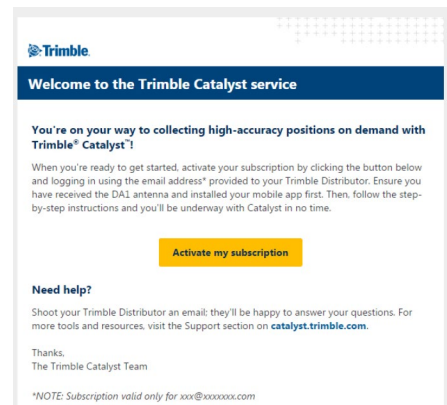 Trimble.
Welcome to the Trimble Catalyst service
You're on your way to collecting high-accuracy positions on demand with
Trimble® Catalyst™!
When you're ready to get started, activate your subscription by clicking the button below
and logging in using the email address* provided to your Trimble Distributor. Ensure you
have received the DA1 antenna and installed your mobile app first. Then, follow the step-
by-step instructions and you'll be underway with Catalyst in no time.
Activate my subscription
Need help?
Shoot your Trimble Distributor an email; they'll be happy to answer your questions. For
more tools and resources, visit the Support section on catalyst.trimble.com.
Thanks,
The Trimble Catalyst Team
*NOTE: Subscription valid only for xxx@xxxxxxx.com